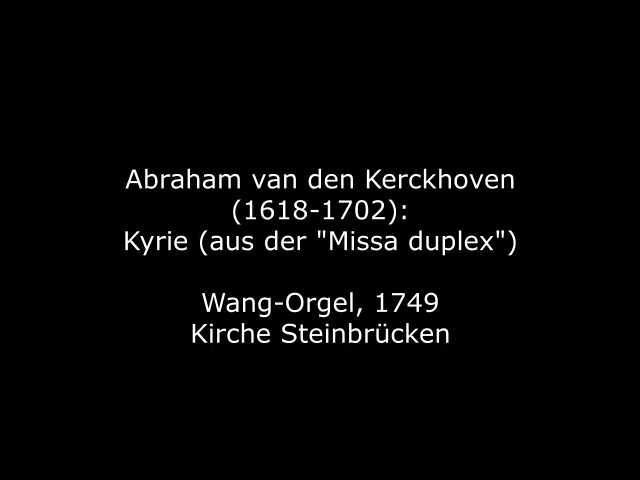 Abraham van den Kerckhoven
(1618-1702):
Kyrie (aus der "Missa duplex")
Wang-Orgel, 1749
Kirche Steinbrücken